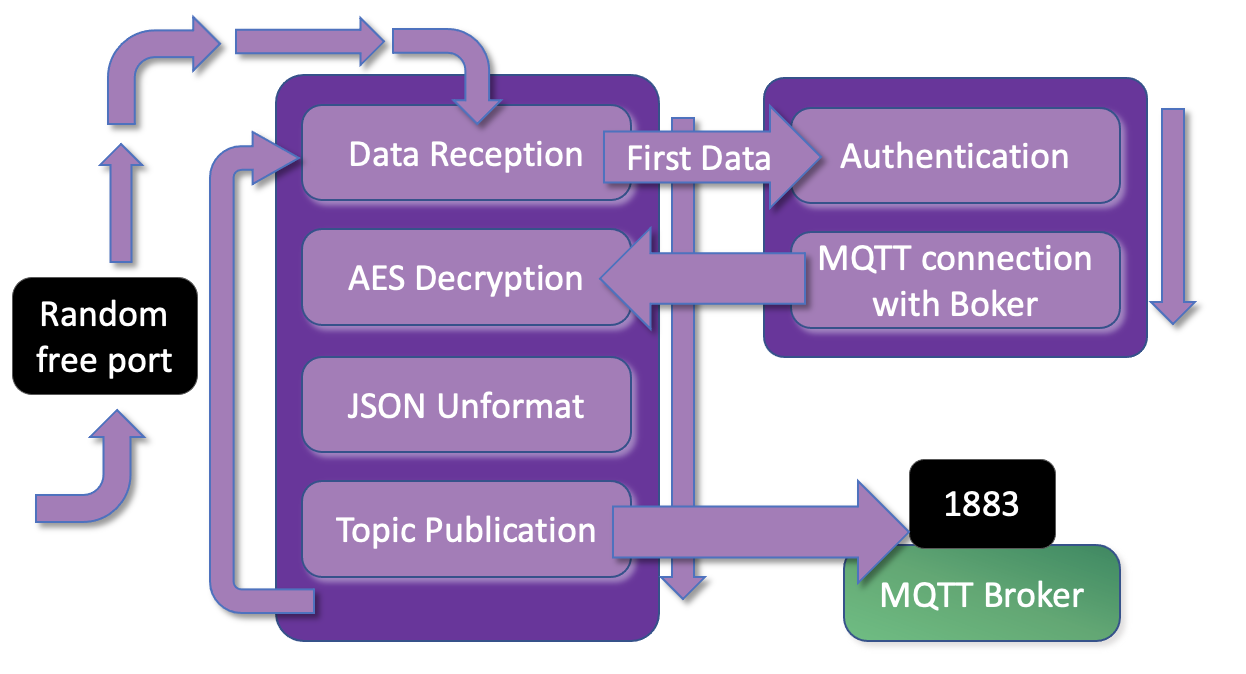 Data Reception
First Data
Authentication
AES Decryption
MQTT connection
with Boker
Random
free port
JSON Unformat
Topic Publication
1883
MQTT Broker